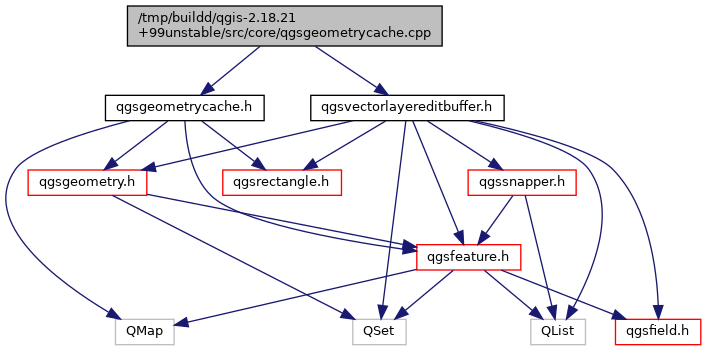 /tmp/buildd/qgis-2.18.21
+99unstable/src/core/qgsgeometrycache.cpp
qgsgeometrycache.h
qgsvectorlayereditbuffer.h
qgsgeometry.h
qgsrectangle.h
qgssnapper.h
qgsfeature.h
QMap
QSet
QList
qgsfield.h